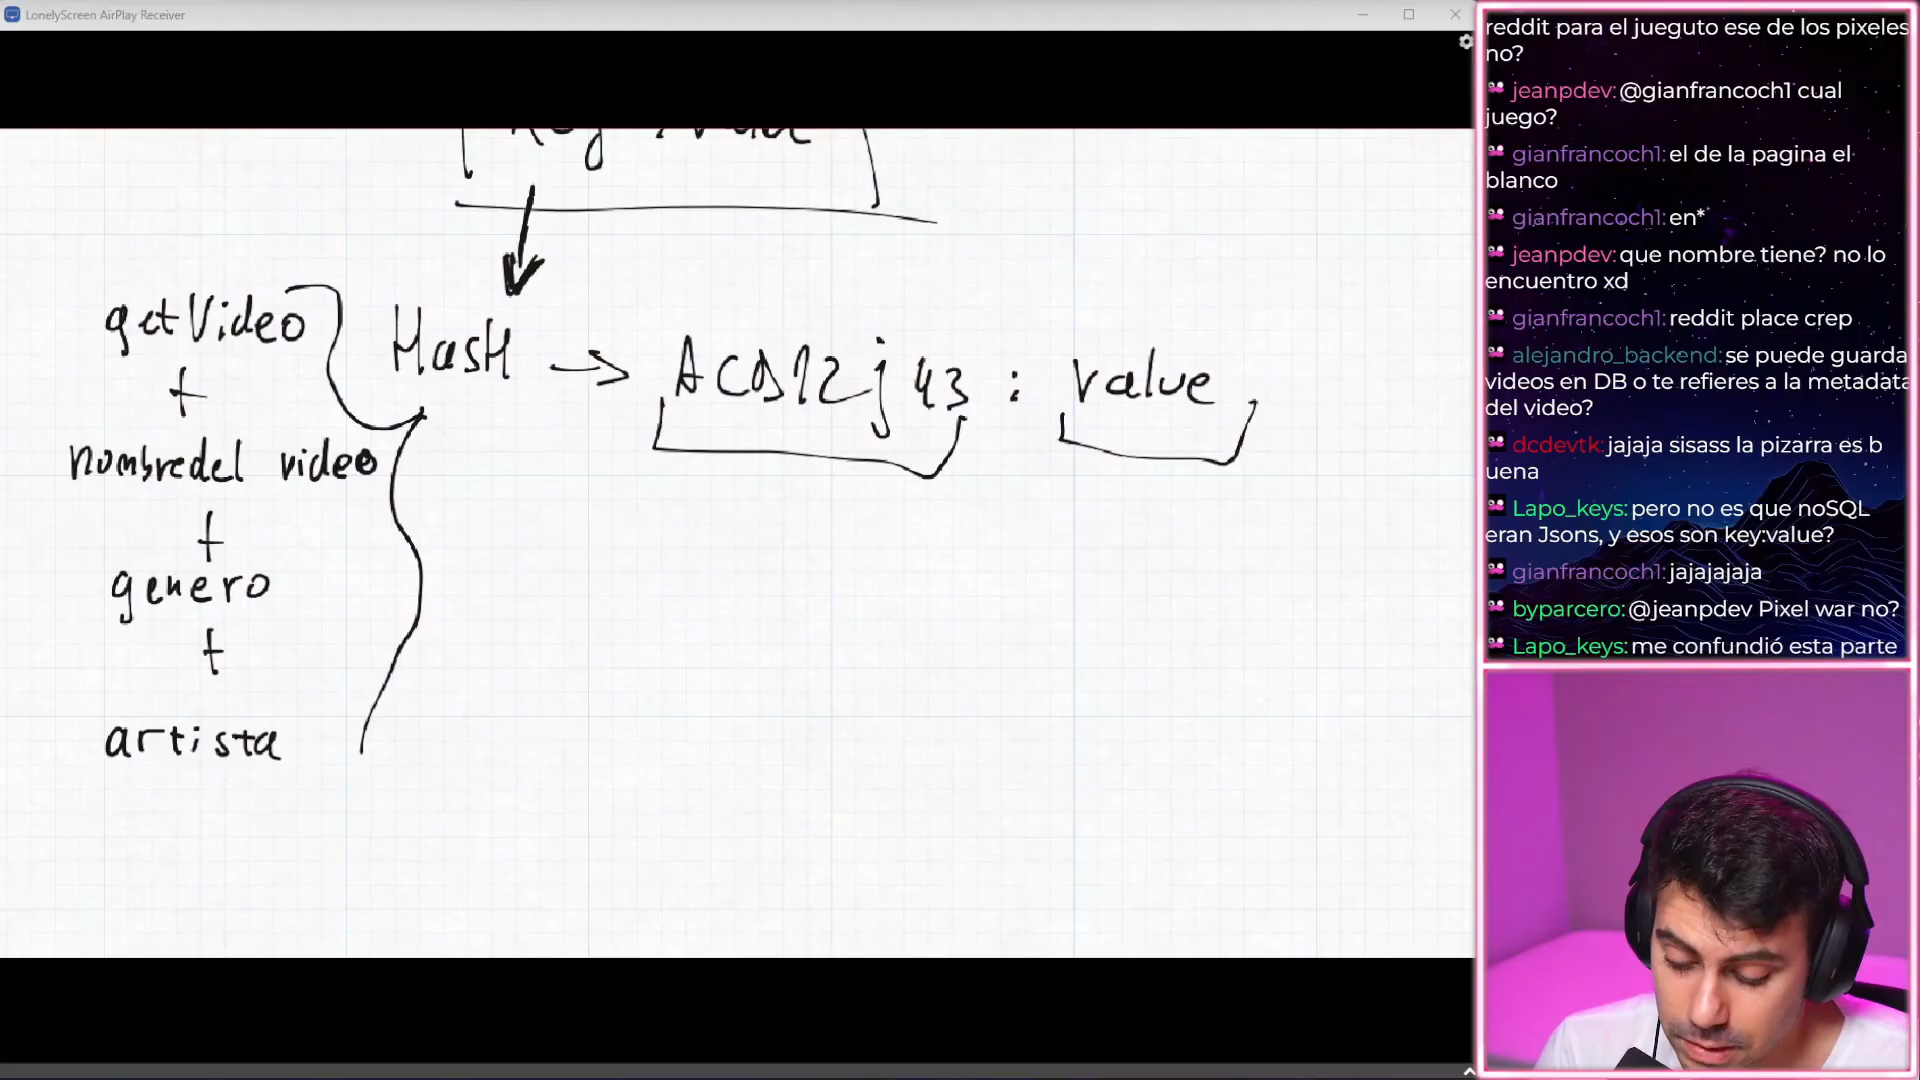 LonelyScreen AirPlay Receiver
getVideo
+
nombredel video
+
genero
+
artista
Hash → ACD12j43 : value
reddit para el jueguto ese de los pixeles
no?
jeanpdev: @gianfrancoch1 cual
juego?
gianfrancoch1: el de la pagina el
blanco
gianfrancoch1: en*
jeanpdev: que nombre tiene? no lo
encuentro xd
gianfrancoch1: reddit place crep
alejandro_backend: se puede guarda
videos en DB o te refieres a la metadata
del video?
dcdevtk: jajaja sisass la pizarra es b
uena
Lapo_keys: pero no es que noSQL
eran Jsons, y esos son key:value?
gianfrancoch1: jajajajaja
byparcero: @jeanpdev Pixel war no?
Lapo_keys: me confundió esta parte